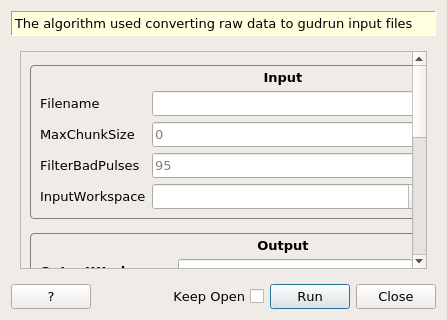 The algorithm used converting raw data to gudrun input files
Input
Filename
MaxChunkSize 0
FilterBadPulses 95
InputWorkspace
Output
? Keep Open Run Close